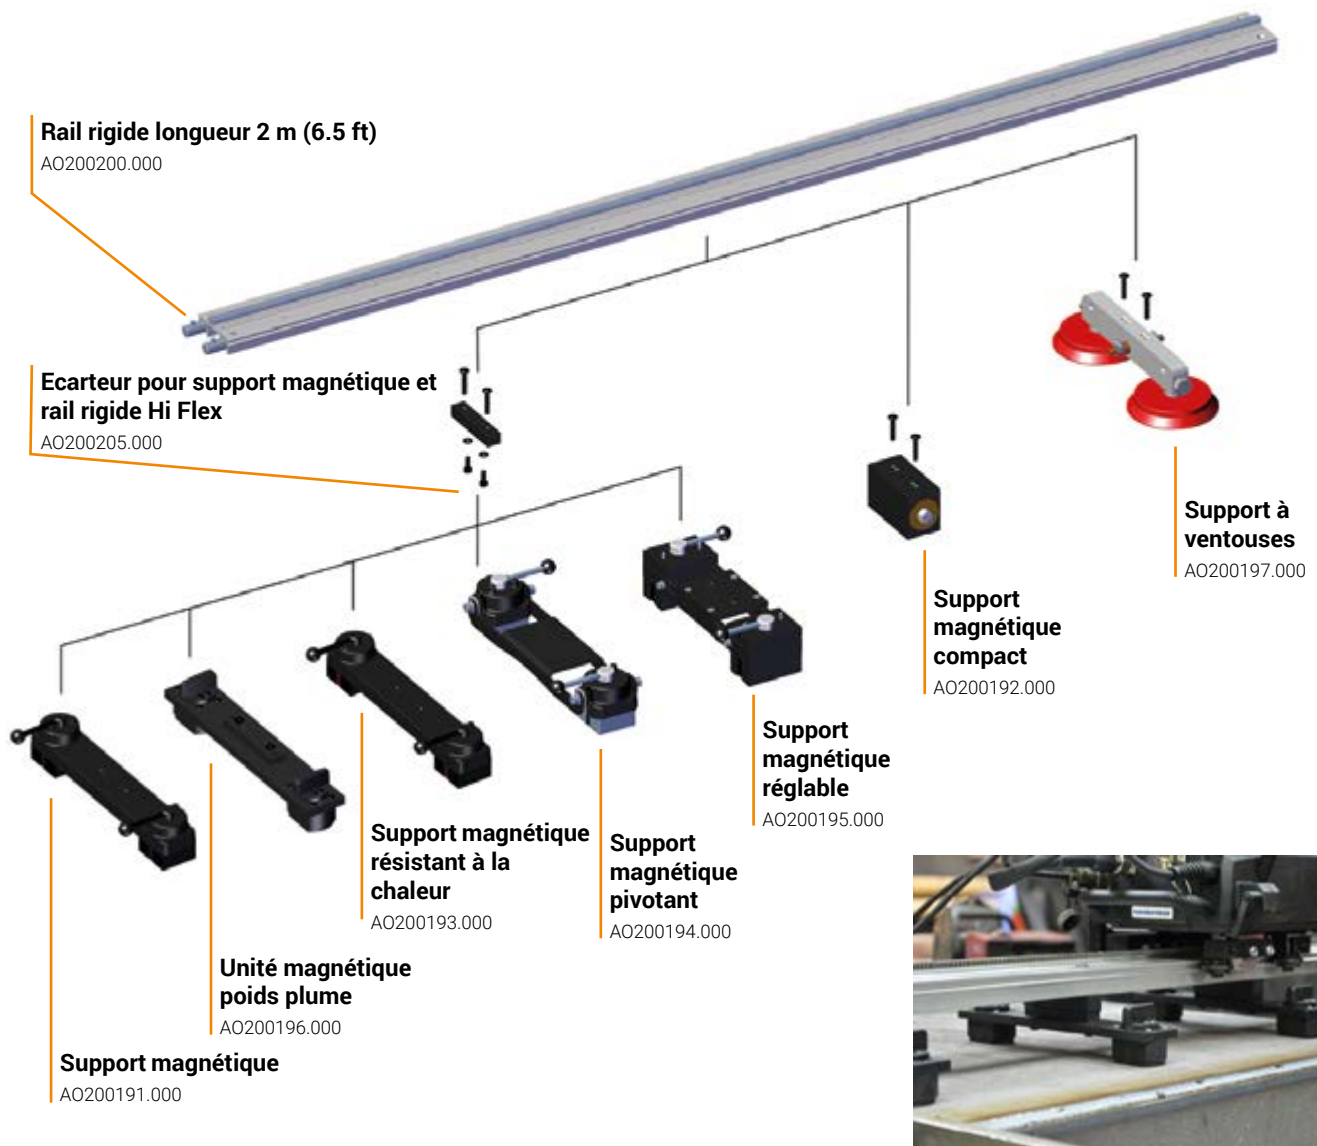 Rail rigide longueur 2 m (6.5 ft)
AO200200.000
Ecarteur pour support magnétique et
rail rigide Hi Flex
AO200205.000
Support à
ventouses
AO200197.000
Support
magnétique
compact
AO200192.000
Support
magnétique
réglable
AO200195.000
Support
magnétique
pivotant
AO200194.000
Support magnétique
résistant à la
chaleur
AO200193.000
Unité magnétique
poids plume
AO200196.000
Support magnétique
AO200191.000